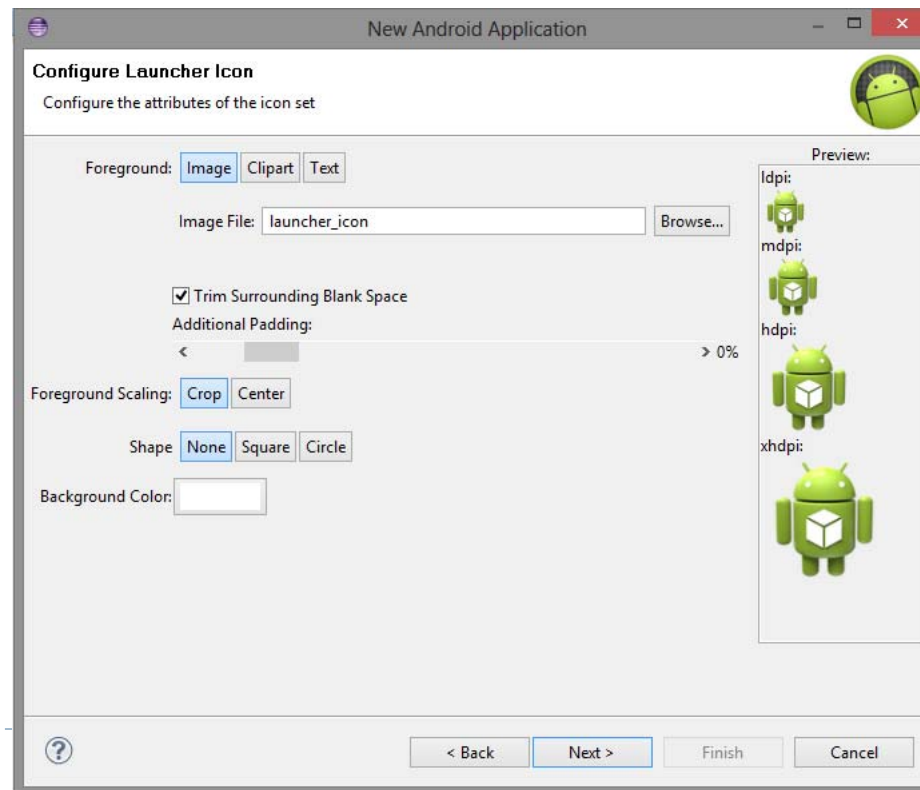 New Android Application
Configure Launcher Icon
Configure the attributes of the icon set
Foreground: Image Clipart Text
Image File: launcher_icon Browse...
Trim Surrounding Blank Space
Additional Padding:
< > 0%
Foreground Scaling: Crop Center
Shape None Square Circle
Background Color:
Preview:
ldpi:
mdpi:
hdpi:
xhdpi:
? < Back Next > Finish Cancel